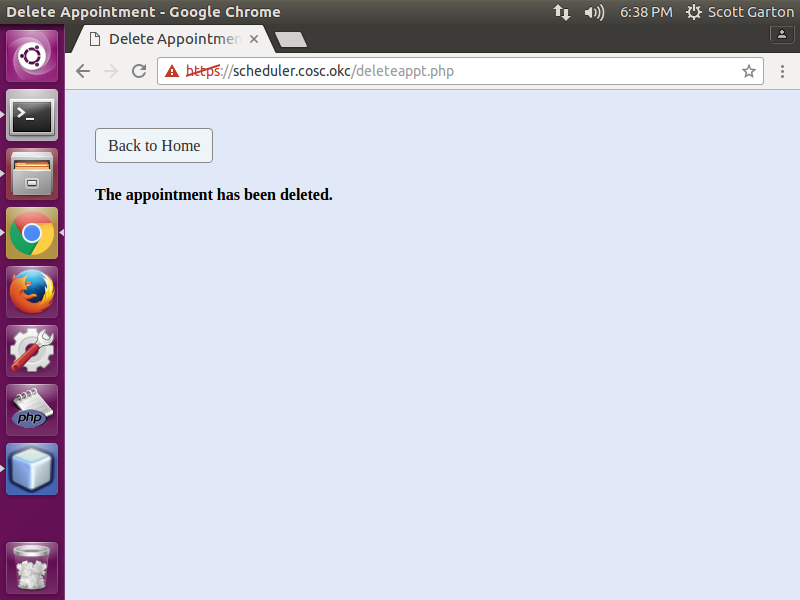 Delete Appointment - Google Chrome
6:38 PM
Scott Garton
Delete Appointmen
https://scheduler.cosc.okc/deleteappt.php
Back to Home
The appointment has been deleted.
>_
php